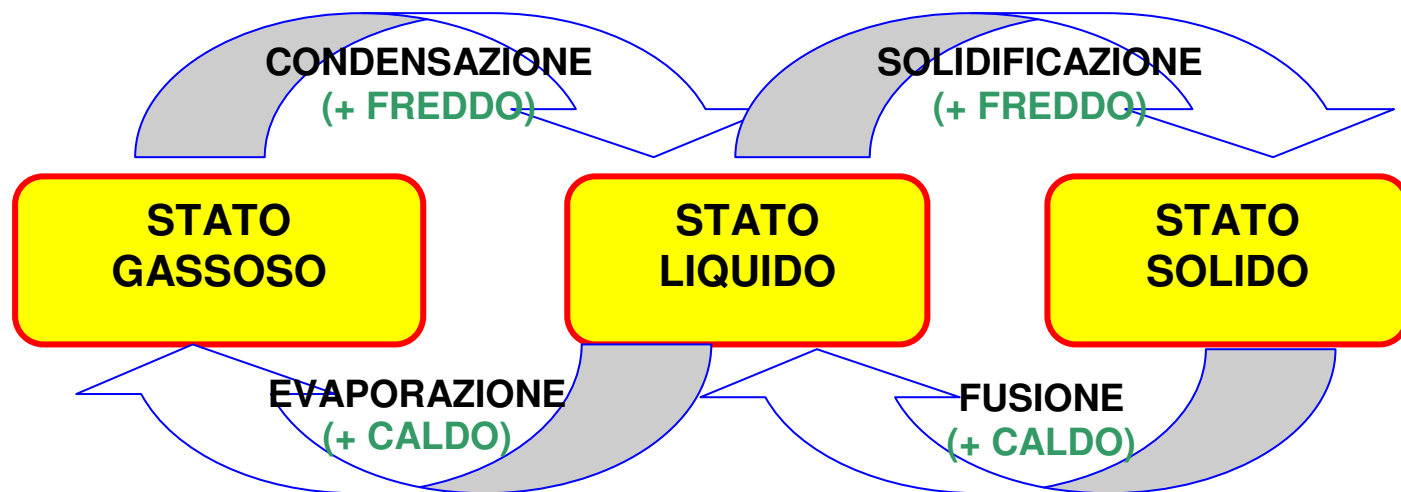 CONDENSAZIONE
(+ FREDDO)
SOLIDIFICAZIONE
(+ FREDDO)
STATO
GASSOSO
STATO
LIQUIDO
STATO
SOLIDO
EVAPORAZIONE
(+ CALDO)
FUSIONE
(+ CALDO)